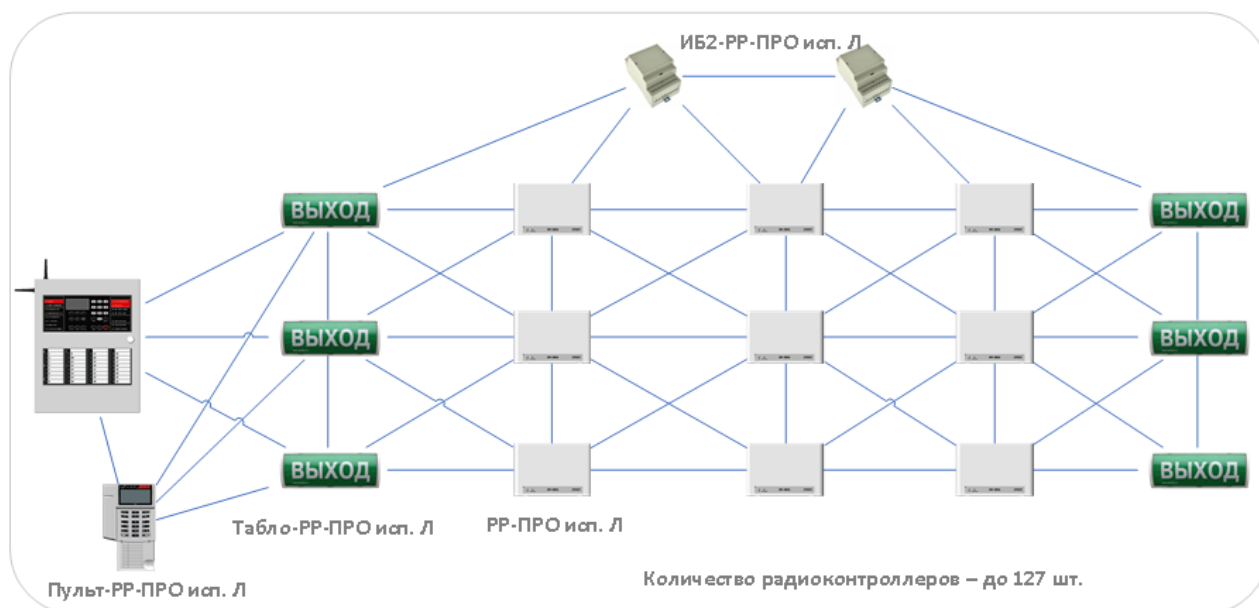 ИБ2-РР-ПРО исп. Л
ВЫХОД
ВЫХОД
ВЫХОД
ВЫХОД
ВЫХОД
ВЫХОД
Табло-РР-ПРО исп. Л
РР-ПРО исп. Л
Пульт-РР-ПРО исп. Л
Количество радиоконтроллеров – до 127 шт.